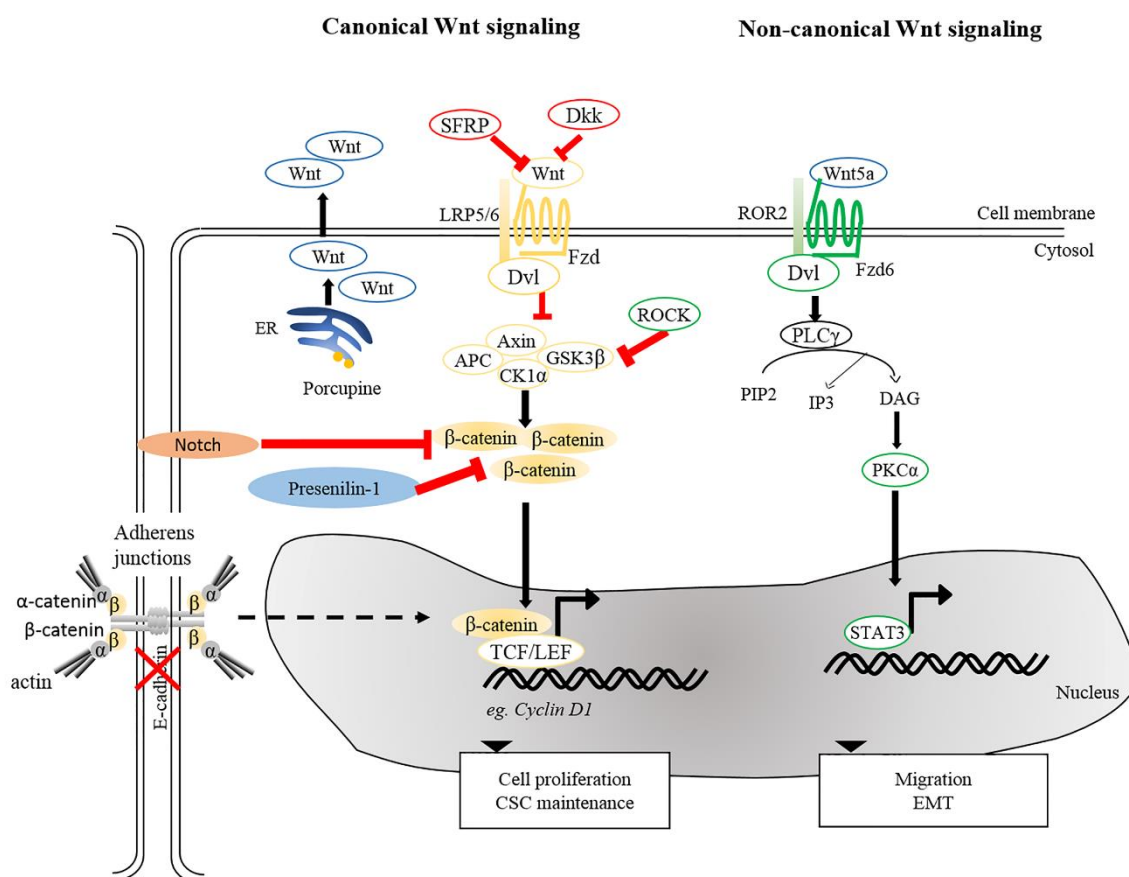 Canonical Wnt signaling
Non-canonical Wnt signaling
SFRP
Dkk
Wnt
Wnt
Wnt
Wnt5a
LRP5/6
ROR2
Cell membrane
Cytosol
Wnt
Wnt
Fzd
Fzd6
Dvl
Dvl
ER
Porcupine
ROCK
Axin
APC
GSK3β
CK1α
PLCγ
PIP2
IP3
DAG
Notch
β-catenin
β-catenin
β-catenin
PKCα
Presenilin-1
Adherens
junctions
α-catenin
β-catenin
actin
α
β
β
α
α
β
β
α
E-cadherin
β-catenin
TCF/LEF
eg. Cyclin D1
STAT3
Nucleus
Cell proliferation
CSC maintenance
Migration
EMT